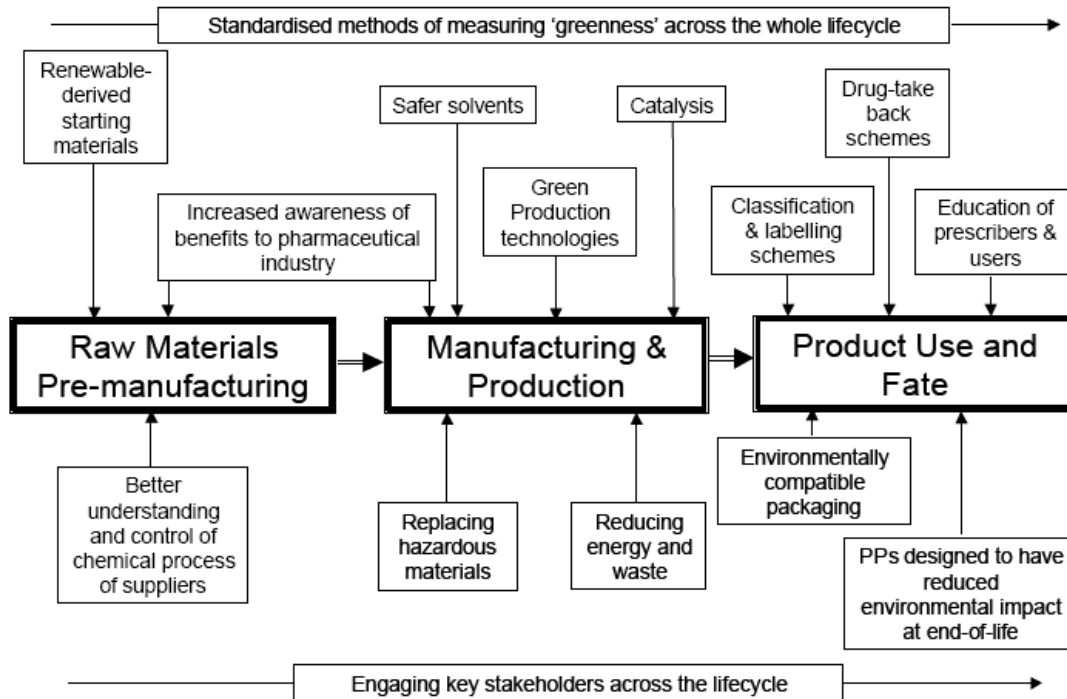 Standardised methods of measuring ‘greenness’ across the whole lifecycle
Renewable-
derived
starting
materials
Safer solvents
Catalysis
Drug-take
back
schemes
Increased awareness of
benefits to pharmaceutical
industry
Green
Production
technologies
Classification
& labelling
schemes
Education of
prescribers &
users
Raw Materials
Pre-manufacturing
Manufacturing &
Production
Product Use and
Fate
Better
understanding
and control of
chemical process
of suppliers
Replacing
hazardous
materials
Reducing
energy and
waste
Environmentally
compatible
packaging
PPs designed to have
reduced
environmental impact
at end-of-life
Engaging key stakeholders across the lifecycle